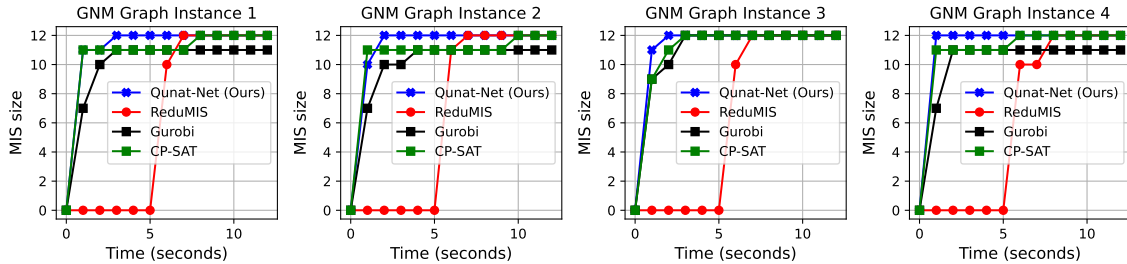 GNM Graph Instance 1
MIS size
12
10
8
6
4
2
0
Qunat-Net (Ours)
ReduMIS
Gurobi
CP-SAT
0 5 10
Time (seconds)
GNM Graph Instance 2
MIS size
12
10
8
6
4
2
0
Qunat-Net (Ours)
ReduMIS
Gurobi
CP-SAT
0 5 10
Time (seconds)
GNM Graph Instance 3
MIS size
12
10
8
6
4
2
0
Qunat-Net (Ours)
ReduMIS
Gurobi
CP-SAT
0 5 10
Time (seconds)
GNM Graph Instance 4
MIS size
12
10
8
6
4
2
0
Qunat-Net (Ours)
ReduMIS
Gurobi
CP-SAT
0 5 10
Time (seconds)